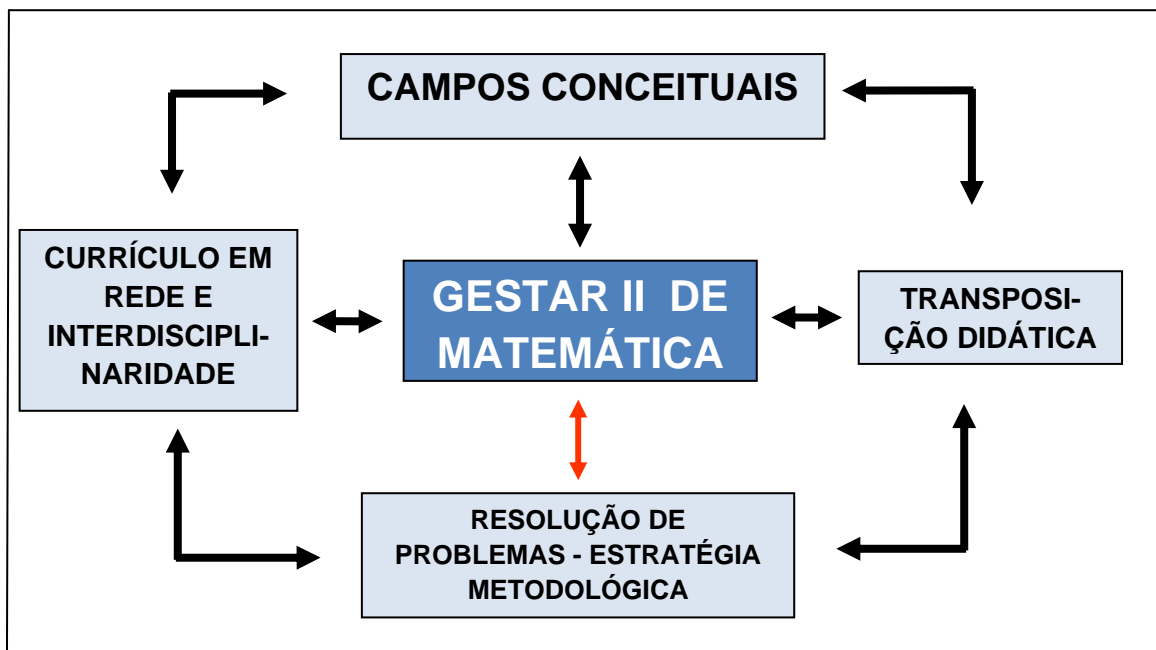 CAMPOS CONCEITUAIS
CURRÍCULO EM
REDE E
INTERDISCIPLI-
NARIDADE
GESTAR II DE
MATEMÁTICA
TRANSPOSI-
ÇÃO DIDÁTICA
RESOLUÇÃO DE
PROBLEMAS - ESTRATÉGIA
METODOLÓGICA